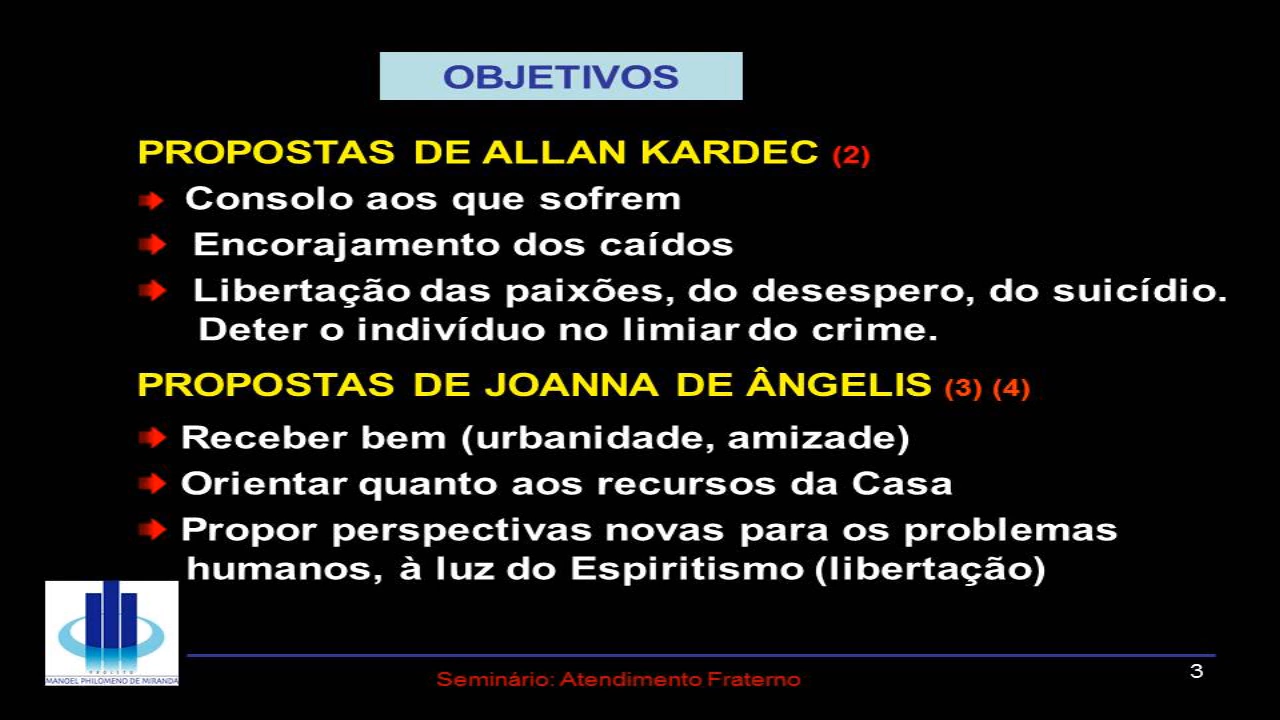 OBJETIVOS
PROPOSTAS DE ALLAN KARDEC (2)
Consolo aos que sofrem
Encorajamento dos caídos
Libertação das paixões, do desespero, do suicídio.
Deter o indivíduo no limiar do crime.
PROPOSTAS DE JOANNA DE ÂNGELIS (3) (4)
Receber bem (urbanidade, amizade)
Orientar quanto aos recursos da Casa
Propor perspectivas novas para os problemas
humanos, à luz do Espiritismo (libertação)
PROJETO
MANOEL PHILOMENO DE MIRANDA
Seminário: Atendimento Fraterno
3